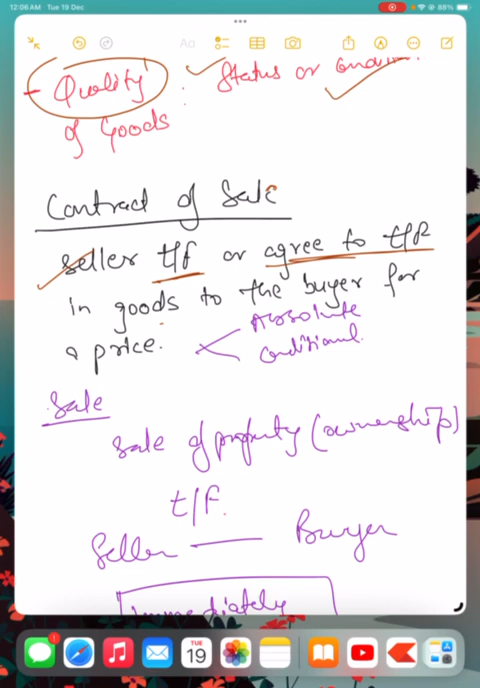 12:06 AM Tue 19 Dec
88%
Aa
- Quality : Status or
of Goods
Contract of Sale
Seller t/f or agree to t/f
in goods to the buyer for
a price.
Absolute
Conditional.
Sale
Sale of property (ownership)
t/f.
Seller — Buyer
immediately
1
TUE
19